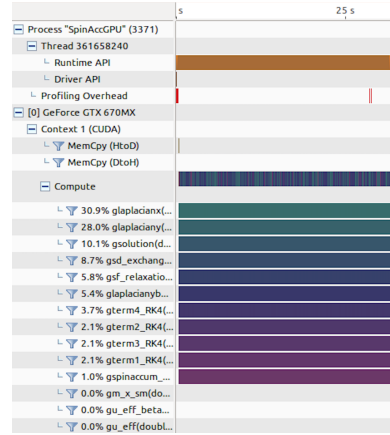 s
25 s
Process "SpinAccGPU" (3371)
Thread 361658240
Runtime API
Driver API
Profiling Overhead
[0] GeForce GTX 670MX
Context 1 (CUDA)
MemCpy (HtoD)
MemCpy (DtoH)
Compute
30.9% glaplacianx(...
28.0% glaplaciany(...
10.1% gsolution(d...
8.7% gsd_exchang...
5.8% gsf_relaxatio...
5.4% glaplacianyb...
3.7% gterm4_RK4(...
2.1% gterm2_RK4(...
2.1% gterm3_RK4(...
2.1% gterm1_RK4(...
1.0% gspinaccum_...
0.0% gm_x_sm(do...
0.0% gu_eff_beta...
0.0% gu_eff(doubl...